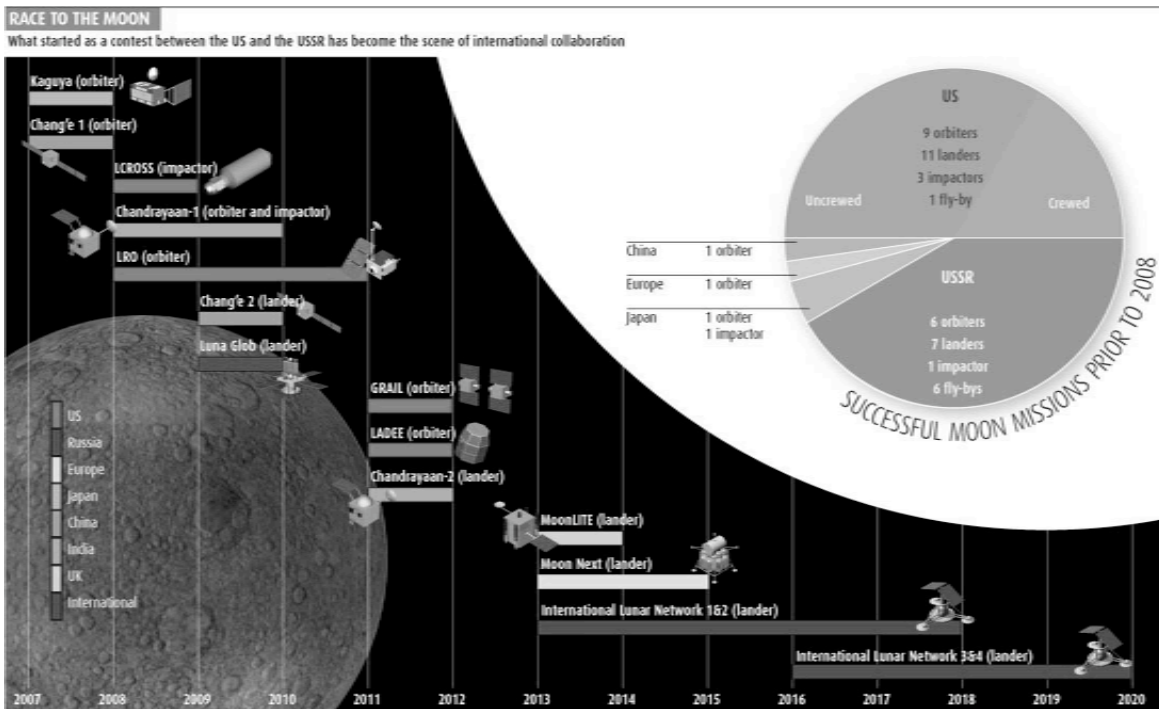 RACE TO THE MOON
What started as a contest between the US and the USSR has become the scene of international collaboration
Kaguya (orbiter)
Chang'e 1 (orbiter)
LCROSS (impactor)
Chandrayaan-1 (orbiter and impactor)
LRO (orbiter)
Chang'e 2 (lander)
Luna Glob (lander)
GRAIL (orbiter)
LADEE (orbiter)
Chandrayaan-2 (lander)
MoonLITE (lander)
Moon Next (lander)
International Lunar Network 1&2 (lander)
International Lunar Network 3&4 (lander)
US
Russia
Europe
Japan
China
India
UK
International
2007 2008 2009 2010 2011 2012 2013 2014 2015 2016 2017 2018 2019 2020
US
9 orbiters
11 landers
3 impactors
1 fly-by
Uncrewed
Crewed
China 1 orbiter
Europe 1 orbiter
Japan 1 orbiter
1 impactor
USSR
6 orbiters
7 landers
1 impactor
6 fly-bys
SUCCESSFUL MOON MISSIONS PRIOR TO 2008